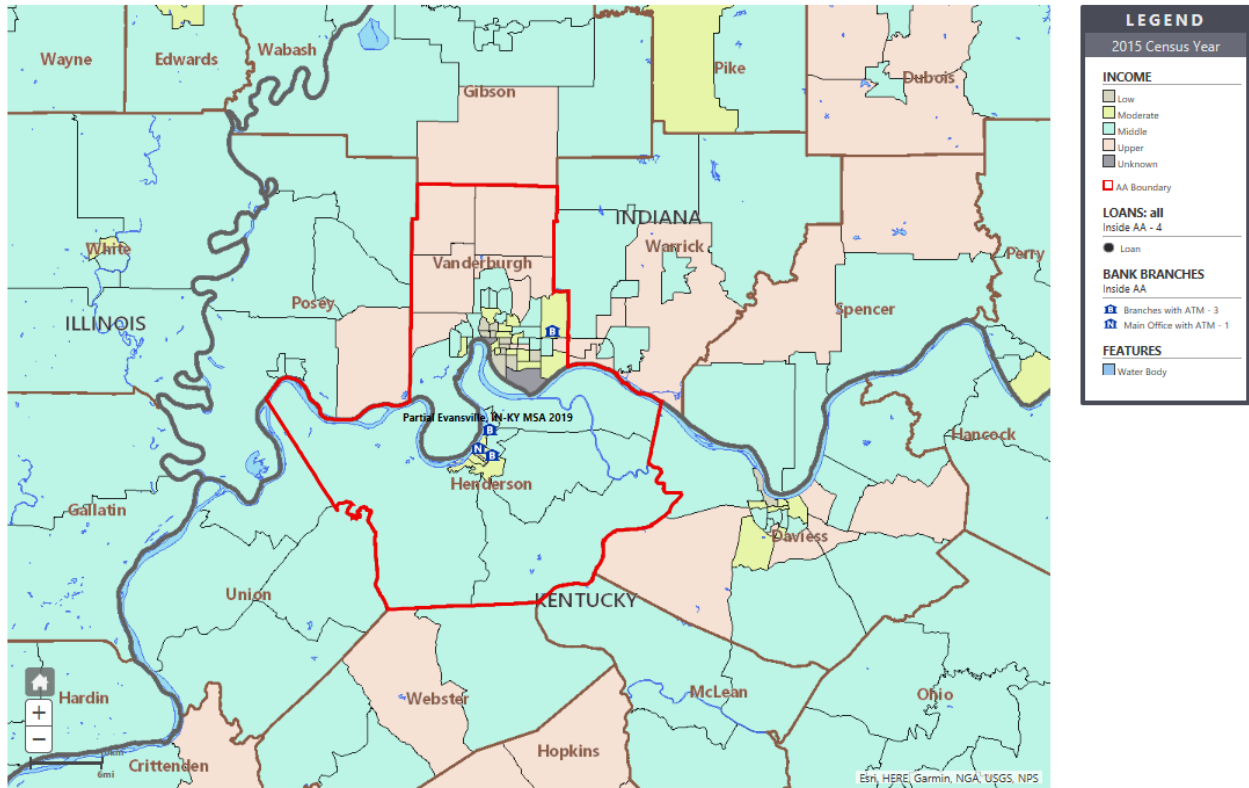 Wayne
Edwards
Wabash
Pike
Dubois
Gibson
INDIANA
White
Vanderburgh
Warrick
Perry
Posey
Spencer
ILLINOIS
B
Partial Evansville, IN-KY MSA 2019
B
N
B
Hancock
Henderson
Gallatin
Daviess
Union
KENTUCKY
Hardin
Webster
McLean
Ohio
+
−
Hopkins
6mi
Crittenden
Esri, HERE, Garmin, NGA, USGS, NPS
LEGEND
2015 Census Year
INCOME
Low
Moderate
Middle
Upper
Unknown
AA Boundary
LOANS: all
Inside AA - 4
Loan
BANK BRANCHES
Inside AA
B Branches with ATM - 3
N Main Office with ATM - 1
FEATURES
Water Body